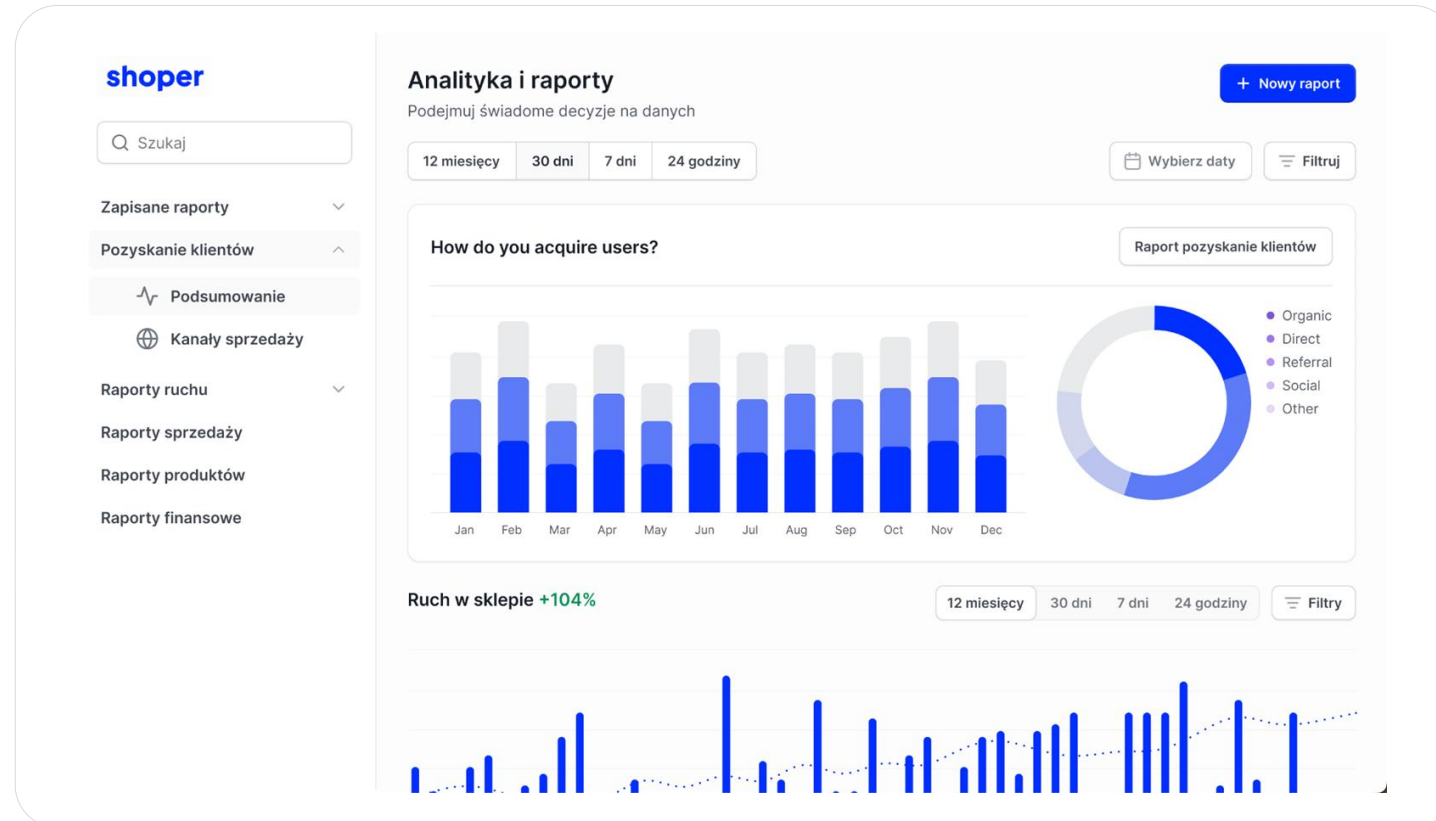 shoper
Szukaj
Zapisane raporty
Pozyskanie klientów
Podsumowanie
Kanały sprzedaży
Raporty ruchu
Raporty sprzedaży
Raporty produktów
Raporty finansowe
Analityka i raporty
+ Nowy raport
Podejmuj świadome decyzje na danych
12 miesięcy 30 dni 7 dni 24 godziny
Wybierz daty Filtruj
How do you acquire users?
Raport pozyskanie klientów
Organic
Direct
Referral
Social
Other
Jan Feb Mar Apr May Jun Jul Aug Sep Oct Nov Dec
Ruch w sklepie +104%
12 miesięcy 30 dni 7 dni 24 godziny Filtry